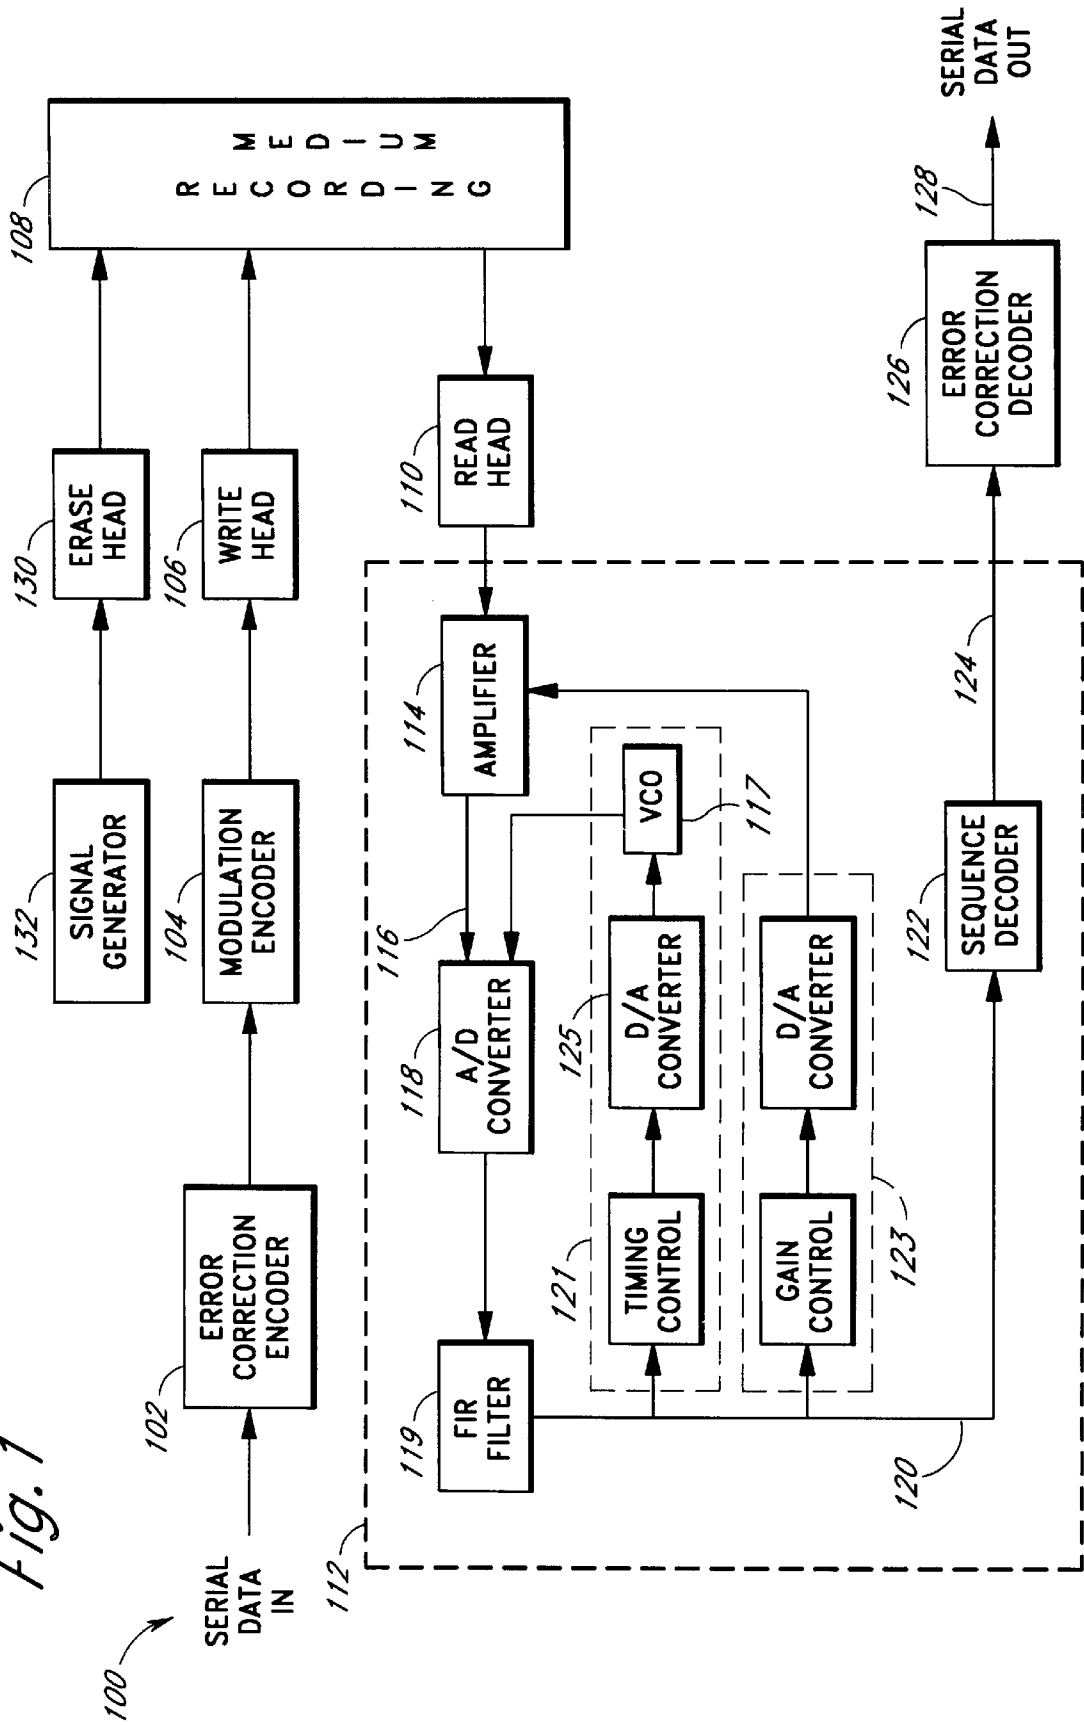 Fig. 1
100
SERIAL
DATA
IN
102
ERROR
CORRECTION
ENCODER
104
MODULATION
ENCODER
106
WRITE
HEAD
132
SIGNAL
GENERATOR
130
ERASE
HEAD
108
RECORDING
MEDIUM
110
READ
HEAD
112
114
AMPLIFIER
116
118
A/D
CONVERTER
119
FIR
FILTER
121
TIMING
CONTROL
125
D/A
CONVERTER
VCO
117
GAIN
CONTROL
D/A
CONVERTER
123
120
122
SEQUENCE
DECODER
124
126
ERROR
CORRECTION
DECODER
128
SERIAL
DATA
OUT